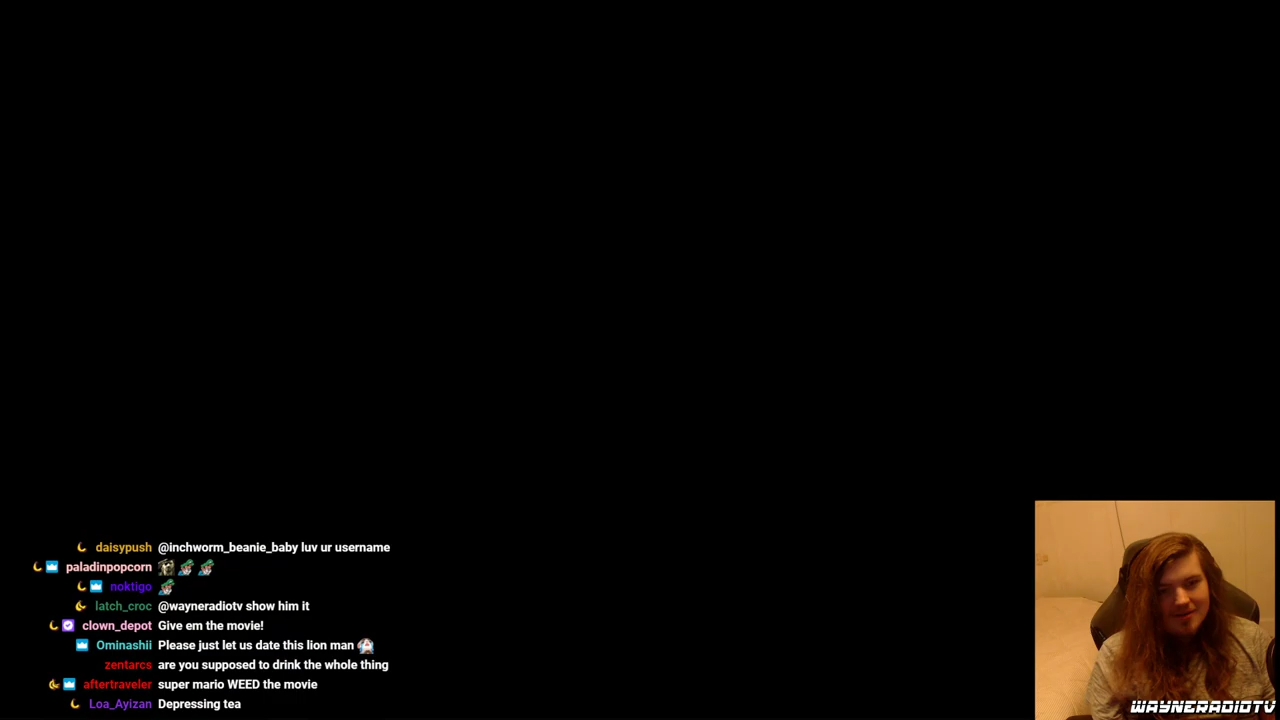 daisypush @inchworm_beanie_baby luv ur username
paladinpopcorn
noktigo
latch_croc @wayneradiotv show him it
clown_depot Give em the movie!
Ominashii Please just let us date this lion man
zentarcs are you supposed to drink the whole thing
aftertraveler super mario WEED the movie
Loa_Ayizan Depressing tea
WAYNERADIOTV